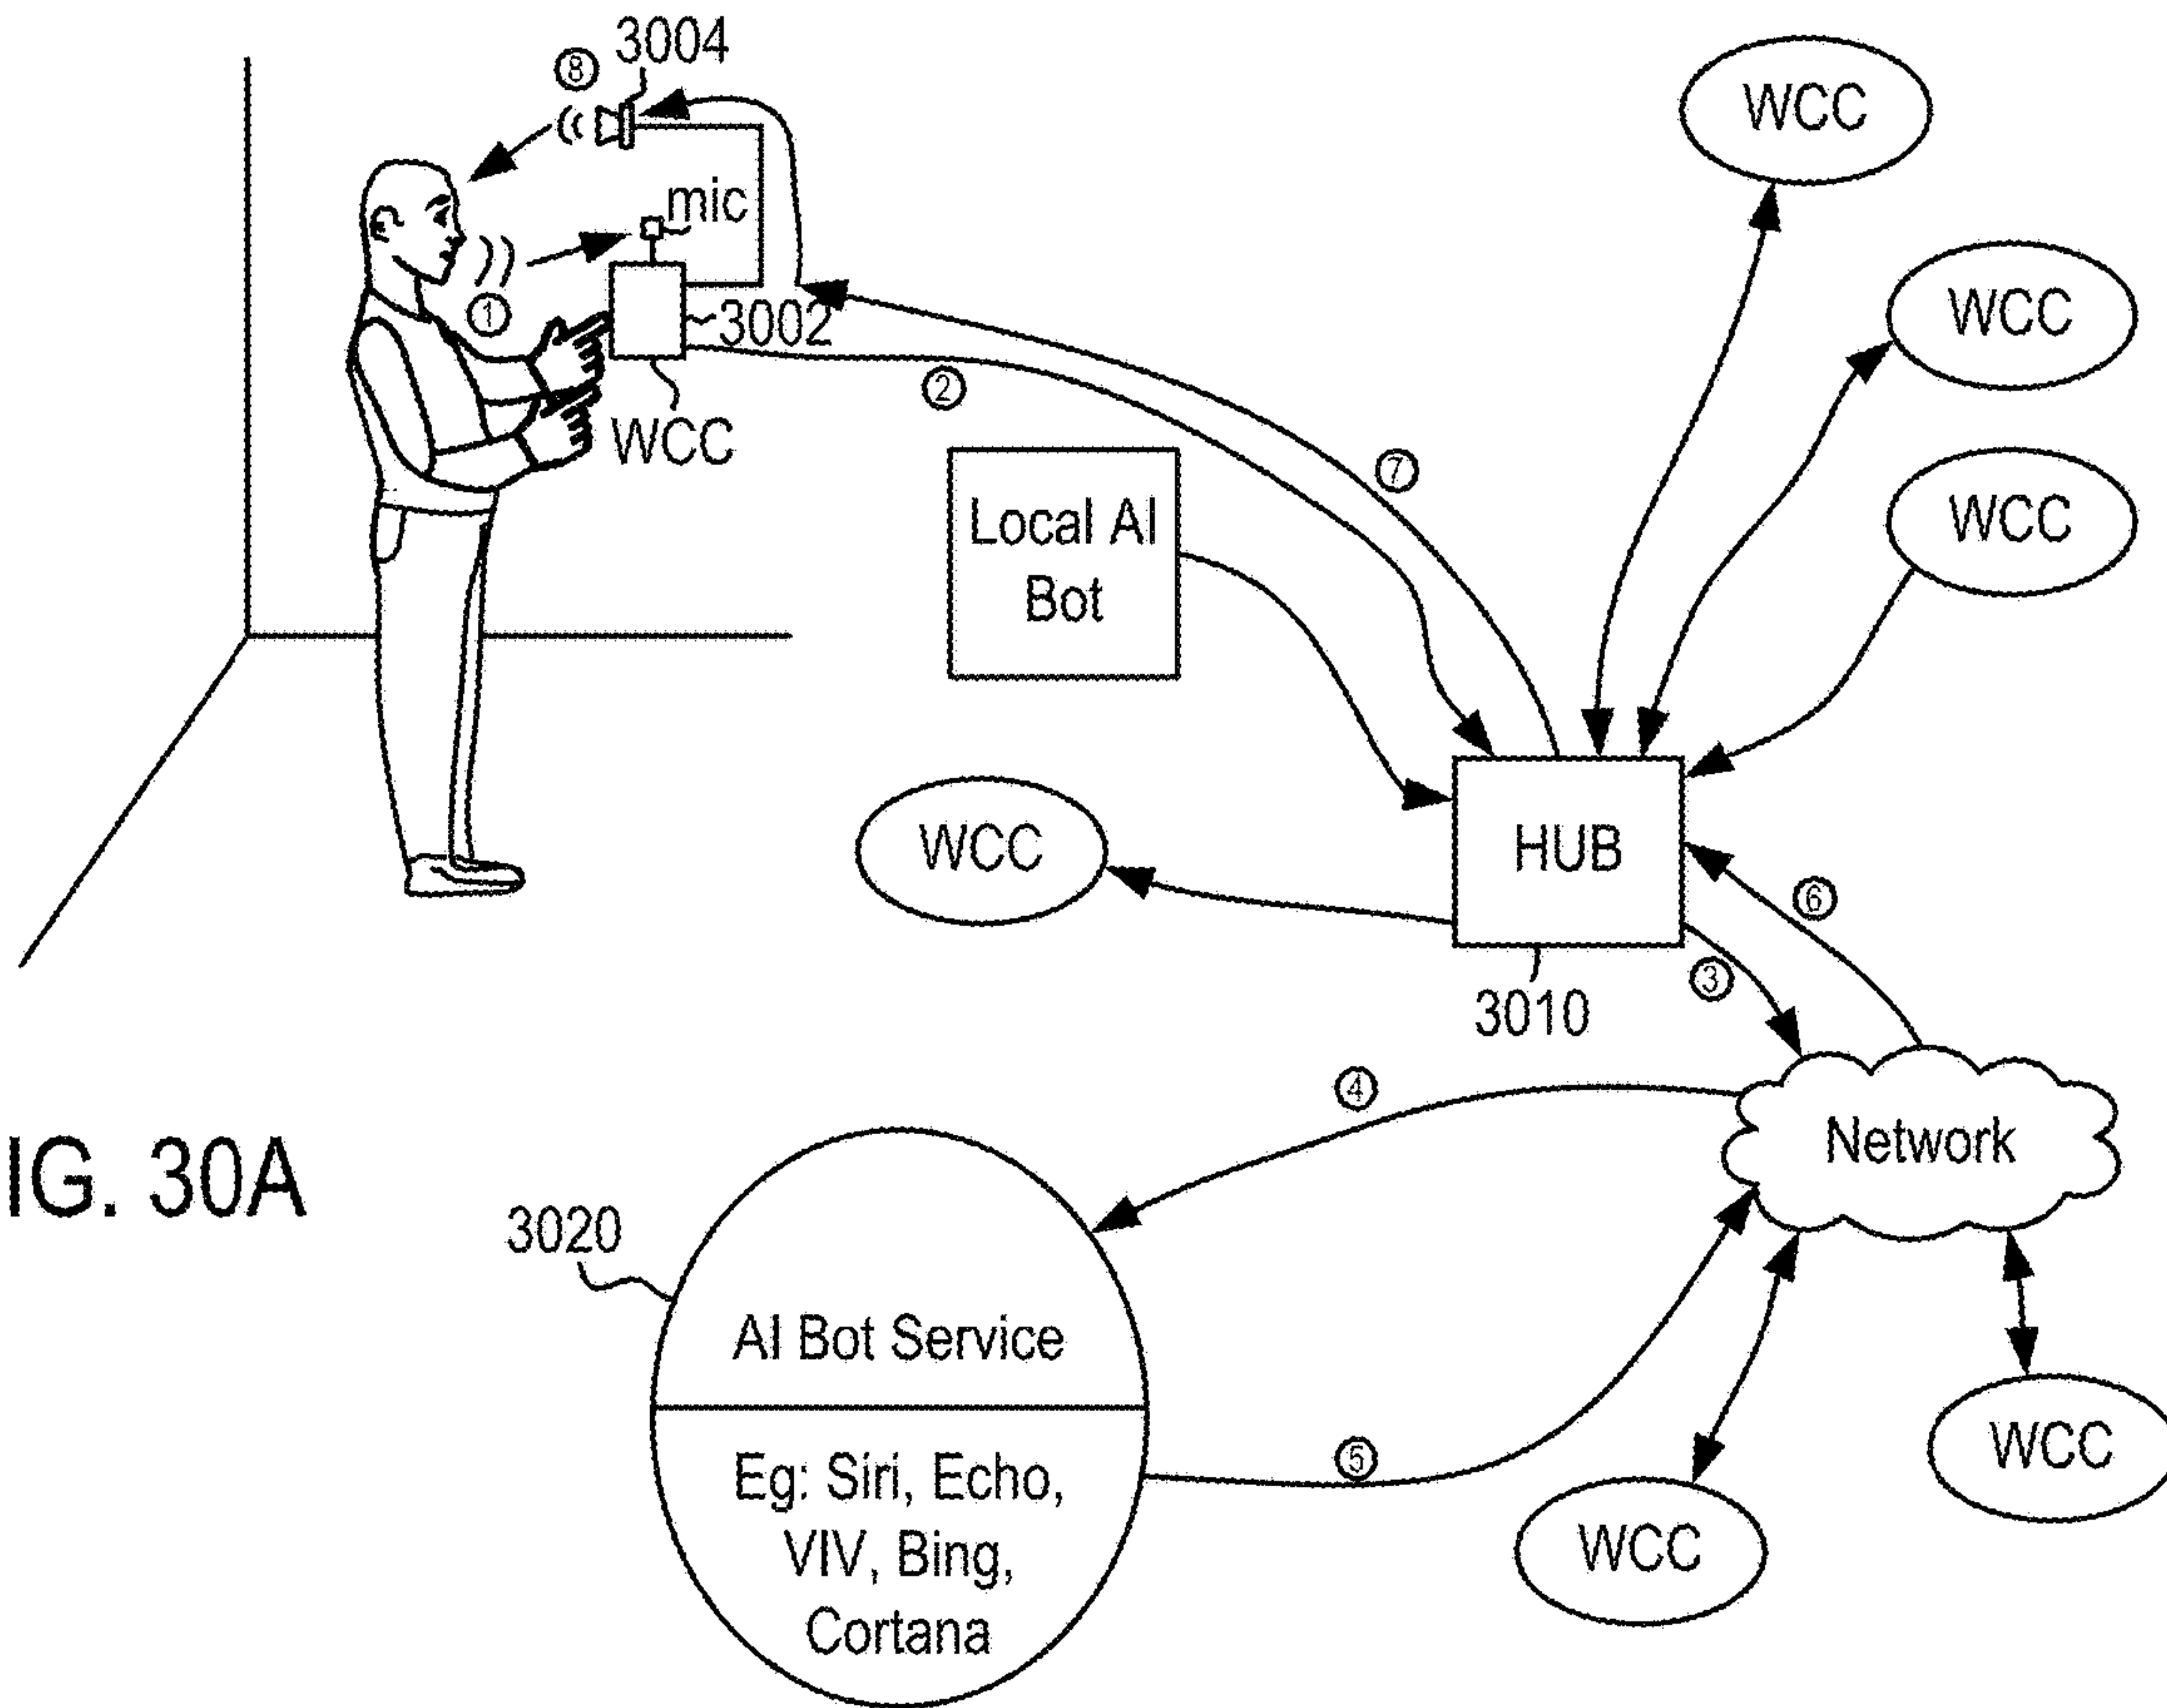 ⑧ 3004
WCC
mic
WCC
①
3002
②
WCC
WCC
⑦
Local AI
Bot
WCC
HUB
⑥
③
3010
④
Network
IG. 30A
3020
AI Bot Service
Eg: Siri, Echo,
VIV, Bing,
Cortana
⑤
WCC
WCC